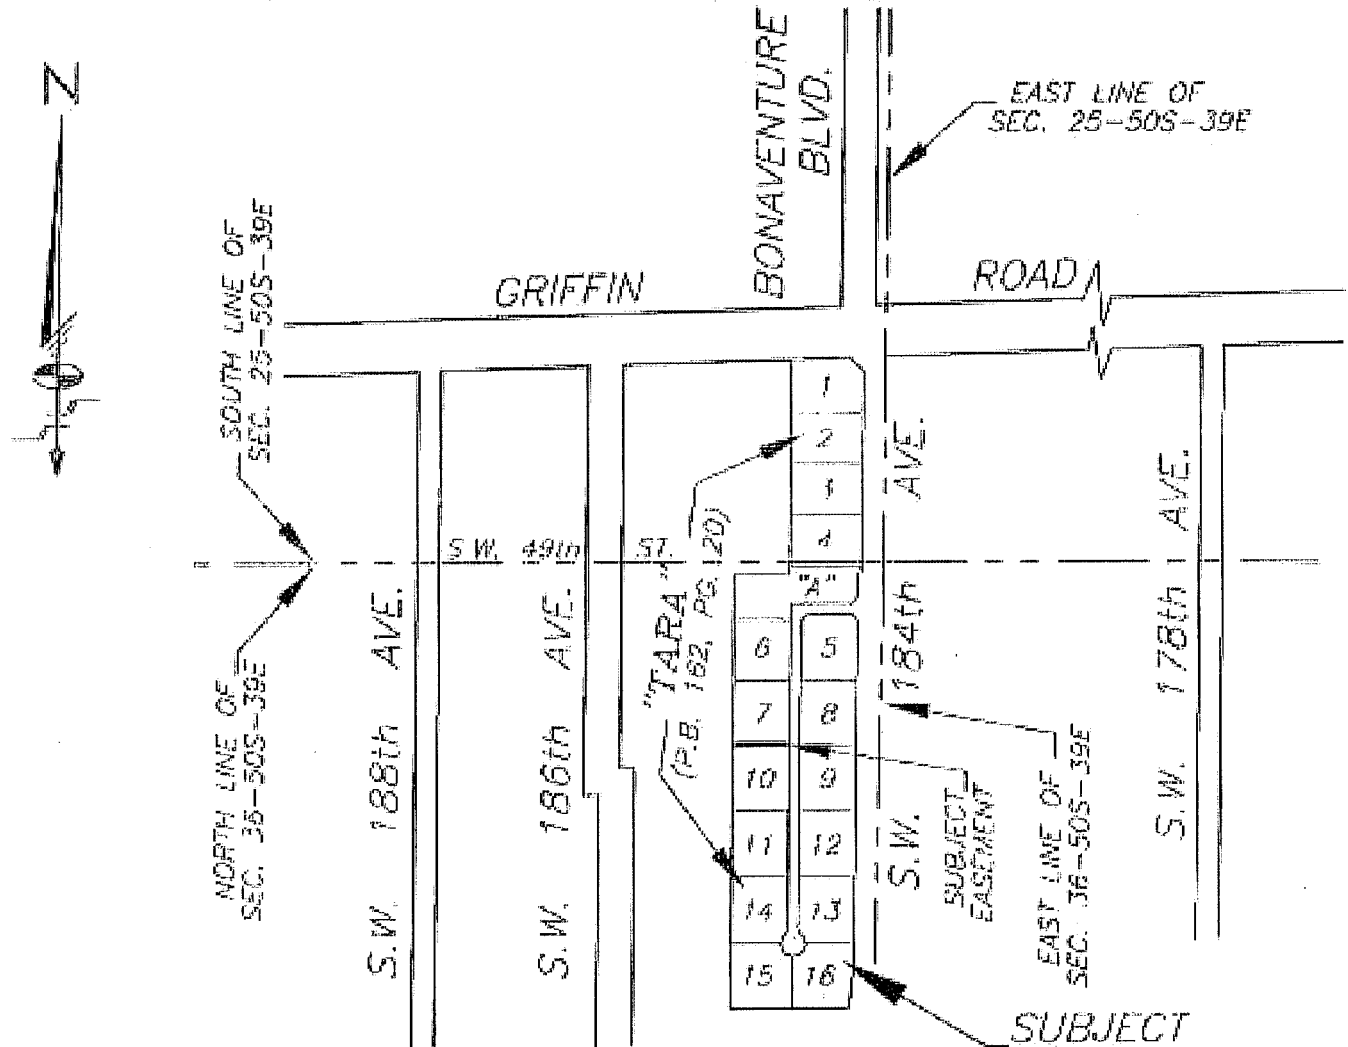 N
BONAVENTURE
BLVD.
EAST LINE OF
SEC. 25-50S-39E
SOUTH LINE OF
SEC. 25-50S-39E
GRIFFIN
ROAD
1
2
4
"A"
S.W. 49th ST.
6
5
7
8
10
9
11
12
14
13
15
16
"TARA"
(P.B. 162, PG. 20)
NORTH LINE OF
SEC. 36-50S-39E
S.W. 188th AVE.
S.W. 186th AVE.
S.W. 184th AVE.
S.W. 178th AVE.
SUBJECT
EASEMENT
EAST LINE OF
SEC. 36-50S-39E
SUBJECT